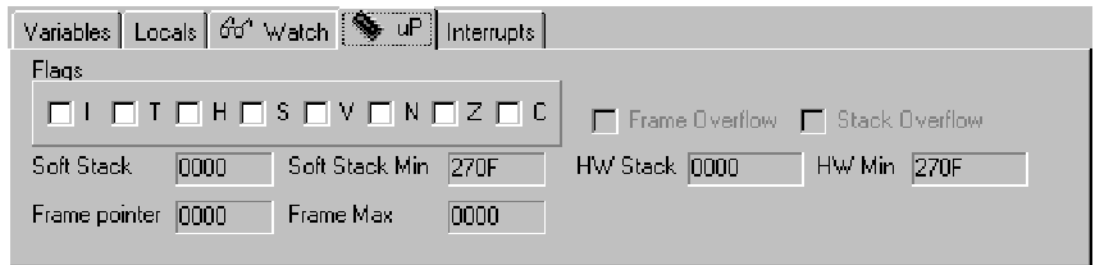 Variables Locals Watch uP Interrupts
Flags
I T H S V N Z C Frame Overflow Stack Overflow
Soft Stack 0000 Soft Stack Min 270F HW Stack 0000 HW Min 270F
Frame pointer 0000 Frame Max 0000